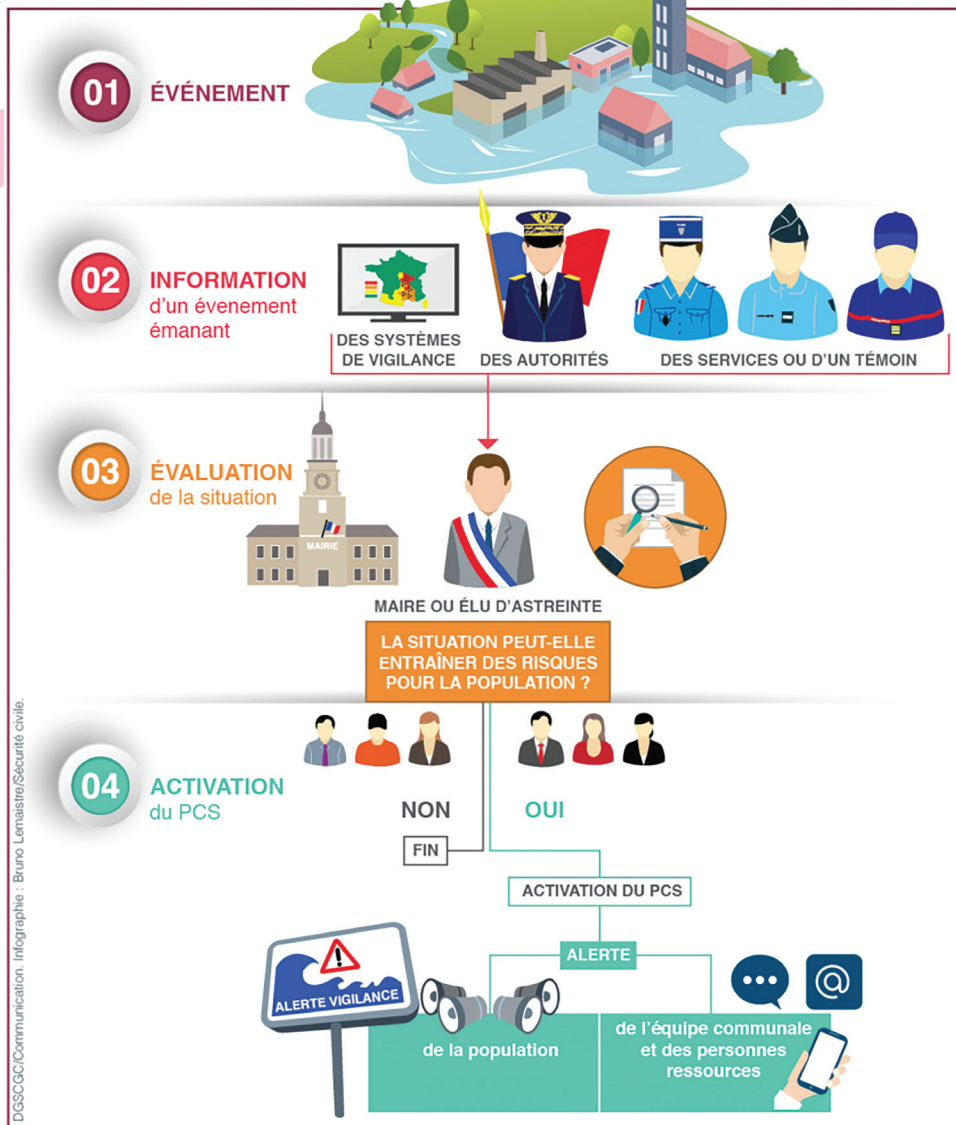 01
ÉVÉNEMENT
02
INFORMATION
d'un évenement
émanant
DES SYSTÈMES
DE VIGILANCE
DES AUTORITÉS
DES SERVICES OU D'UN TÉMOIN
03
ÉVALUATION
de la situation
MAIRIE
MAIRE OU ÉLU D'ASTREINTE
LA SITUATION PEUT-ELLE
ENTRAÎNER DES RISQUES
POUR LA POPULATION ?
04
ACTIVATION
du PCS
NON
OUI
FIN
ACTIVATION DU PCS
ALERTE
ALERTE VIGILANCE
@
de la population
de l'équipe communale
et des personnes
ressources
DGSCGC/Communication. Infographie : Bruno Lemaistre/Sécurité civile.